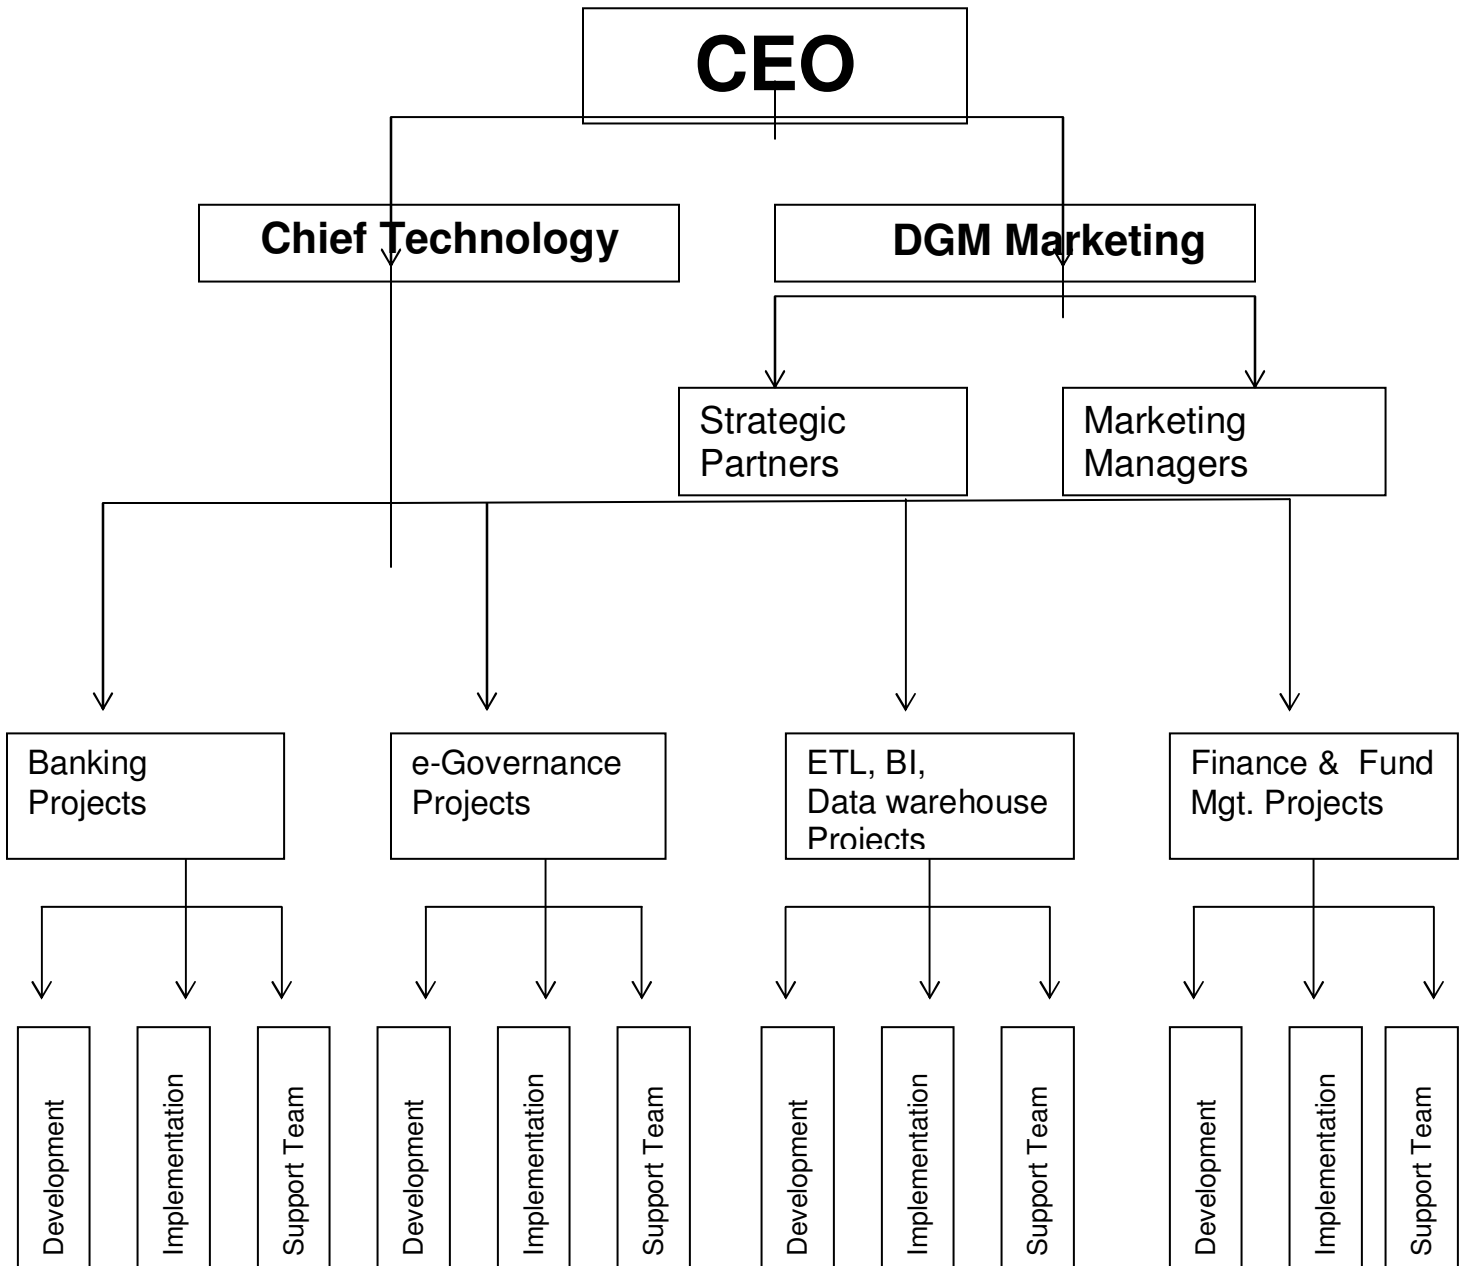 CEO
Chief Technology
DGM Marketing
Strategic
Partners
Marketing
Managers
Banking
Projects
e-Governance
Projects
ETL, BI,
Data warehouse
Projects
Finance & Fund
Mgt. Projects
Development
Implementation
Support Team
Development
Implementation
Support Team
Development
Implementation
Support Team
Development
Implementation
Support Team